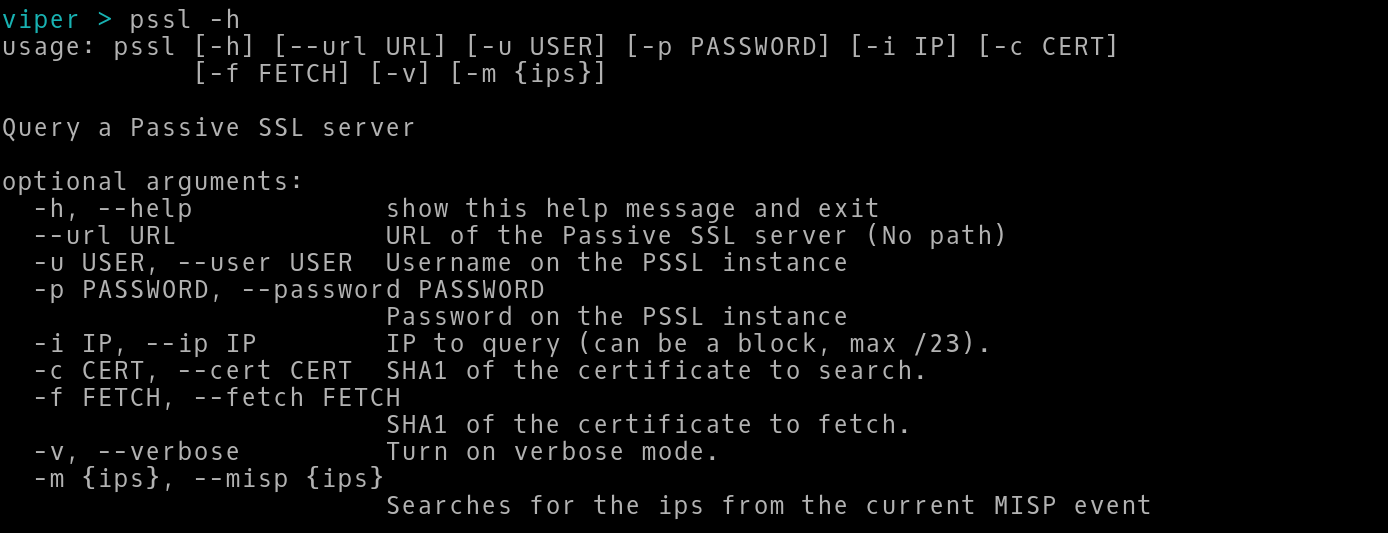 viper > pssl -h
usage: pssl [-h] [--url URL] [-u USER] [-p PASSWORD] [-i IP] [-c CERT]
            [-f FETCH] [-v] [-m {ips}]

Query a Passive SSL server

optional arguments:
  -h, --help            show this help message and exit
  --url URL             URL of the Passive SSL server (No path)
  -u USER, --user USER  Username on the PSSL instance
  -p PASSWORD, --password PASSWORD
                        Password on the PSSL instance
  -i IP, --ip IP        IP to query (can be a block, max /23).
  -c CERT, --cert CERT  SHA1 of the certificate to search.
  -f FETCH, --fetch FETCH
                        SHA1 of the certificate to fetch.
  -v, --verbose         Turn on verbose mode.
  -m {ips}, --misp {ips}
                        Searches for the ips from the current MISP event